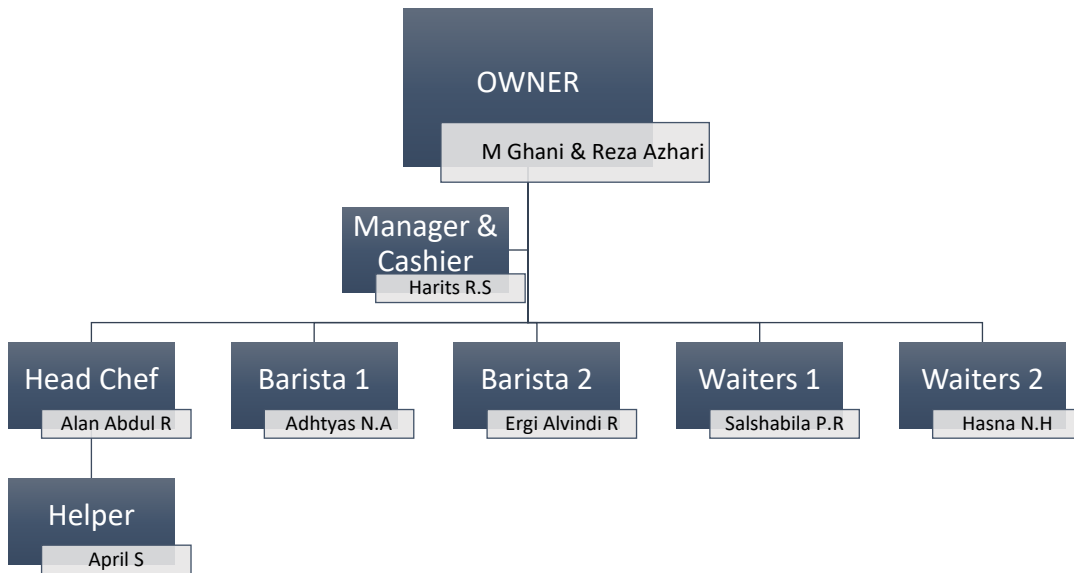 OWNER
M Ghani & Reza Azhari
Manager &
Cashier
Harits R.S
Head Chef
Alan Abdul R
Barista 1
Adhtyas N.A
Barista 2
Ergi Alvindi R
Waiters 1
Salshabila P.R
Waiters 2
Hasna N.H
Helper
April S